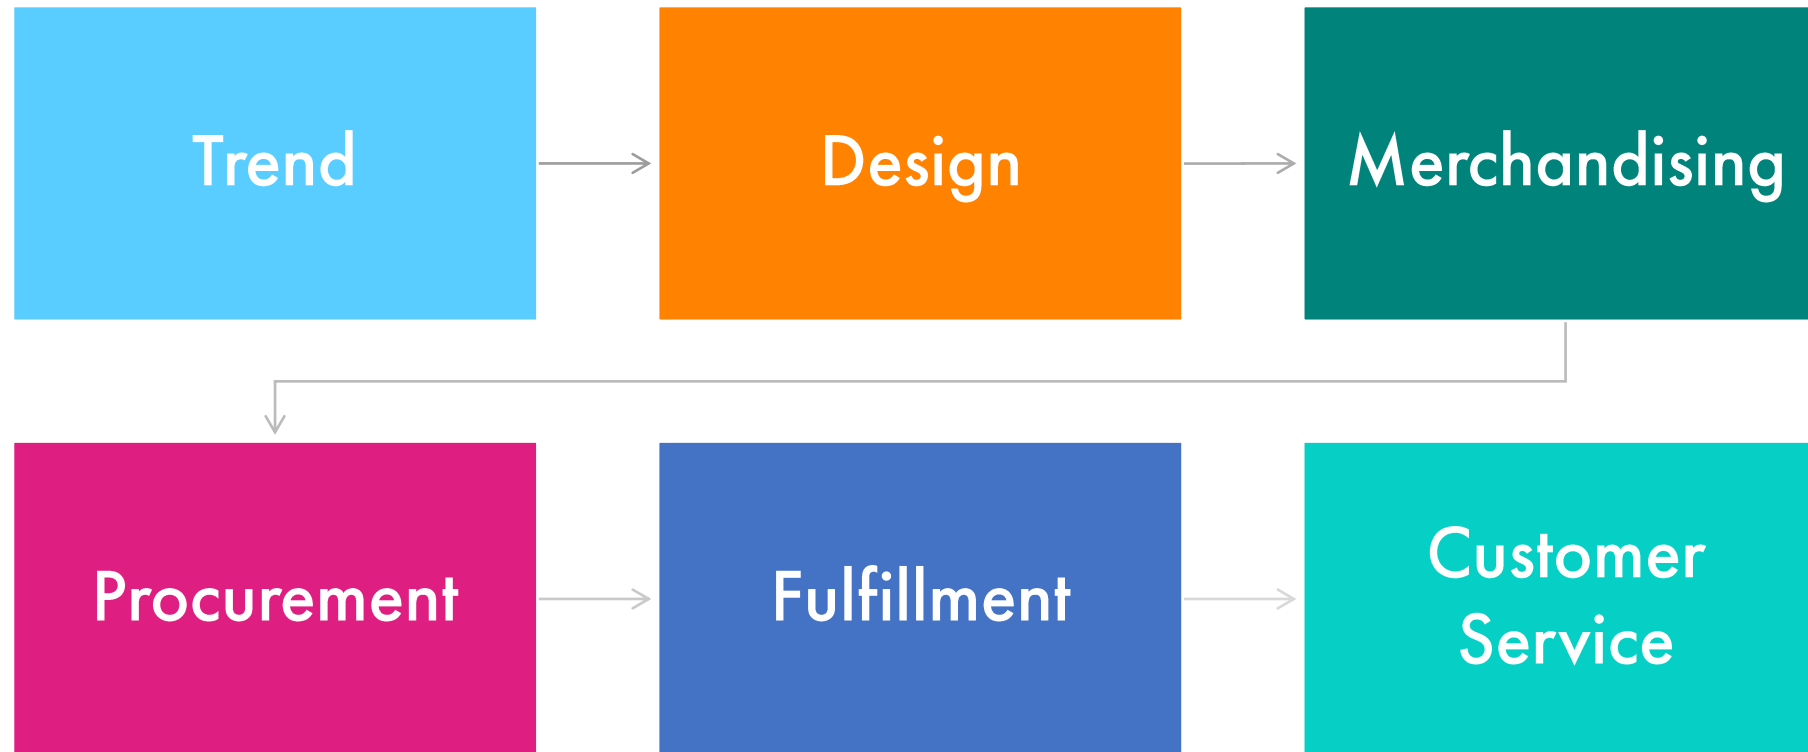 Trend
Design
Merchandising
Procurement
Fulfillment
Customer
Service